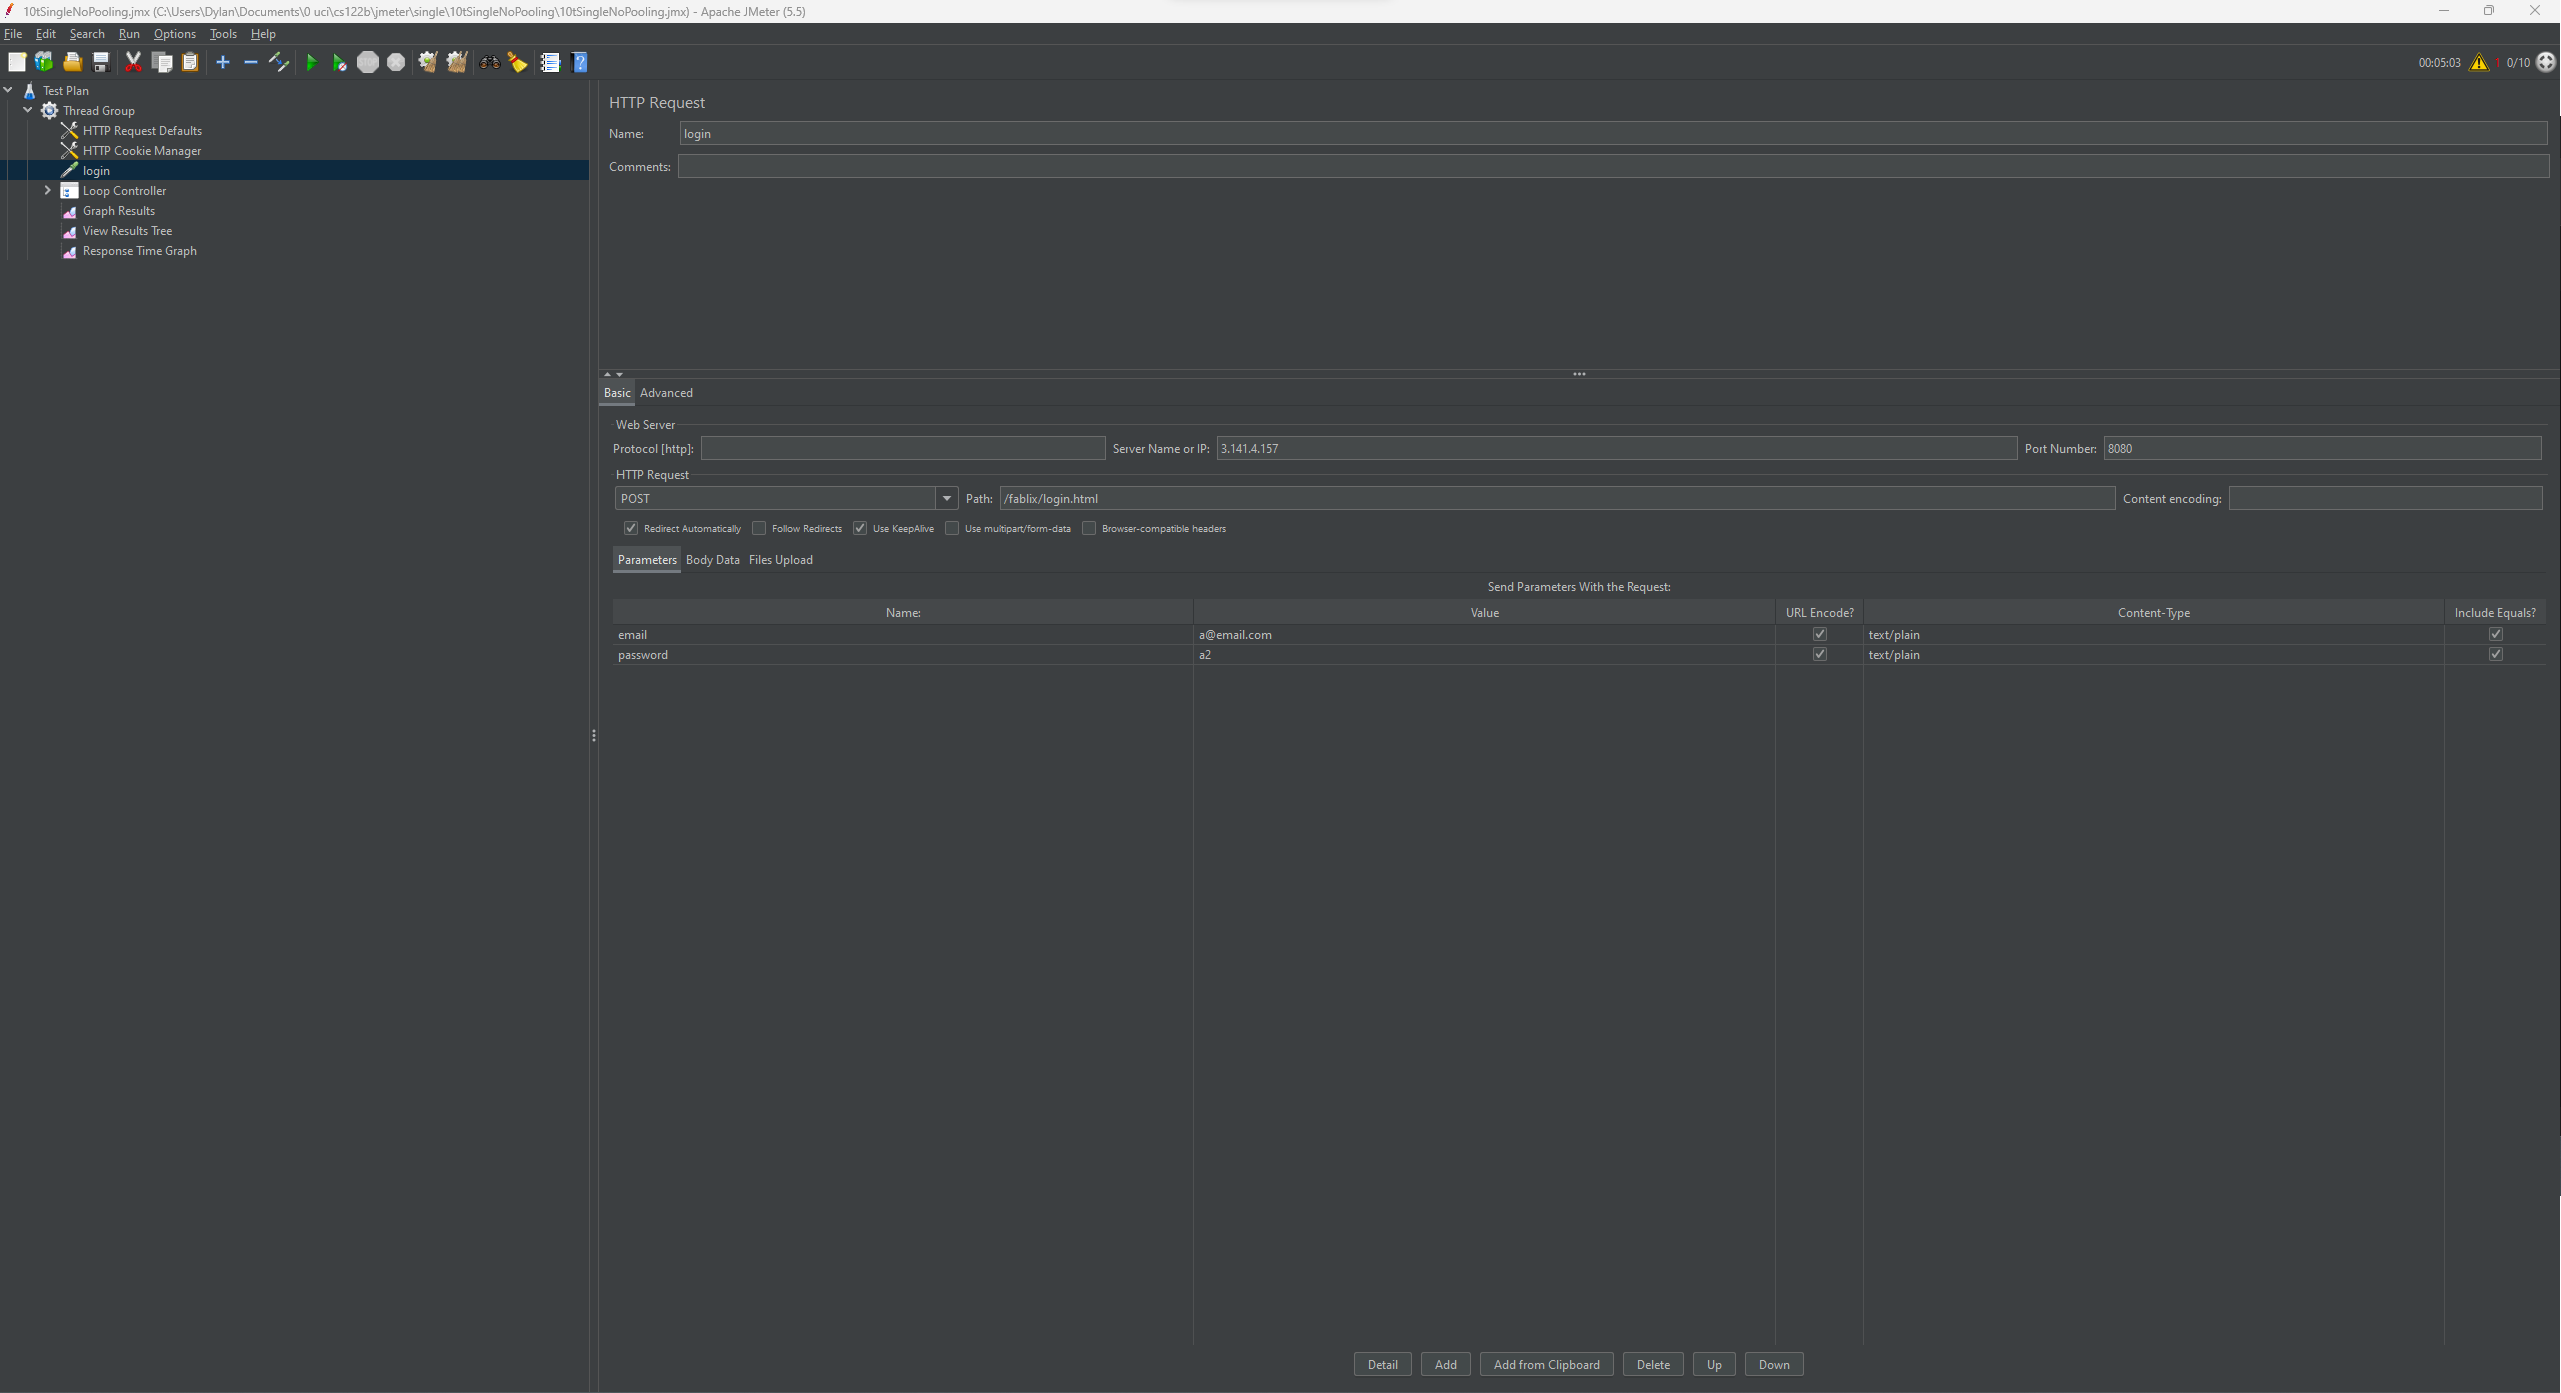 10tSingleNoPooling.jmx (C:\Users\Dylan\Documents\0 uci\cs122b\jmeter\single\10tSingleNoPooling\10tSingleNoPooling.jmx) - Apache JMeter (5.5)
File Edit Search Run Options Tools Help
00:05:03 1 0/10
Test Plan
Thread Group
HTTP Request Defaults
HTTP Cookie Manager
login
Loop Controller
Graph Results
View Results Tree
Response Time Graph
HTTP Request
Name: login
Comments:
Basic Advanced
Web Server
Protocol [http]: Server Name or IP: 3.141.4.157 Port Number: 8080
HTTP Request
POST Path: /fablix/login.html Content encoding:
Redirect Automatically Follow Redirects Use KeepAlive Use multipart/form-data Browser-compatible headers
Parameters Body Data Files Upload
Send Parameters With the Request:
Name: Value URL Encode? Content-Type Include Equals?
email a@email.com text/plain
password a2 text/plain
Detail Add Add from Clipboard Delete Up Down